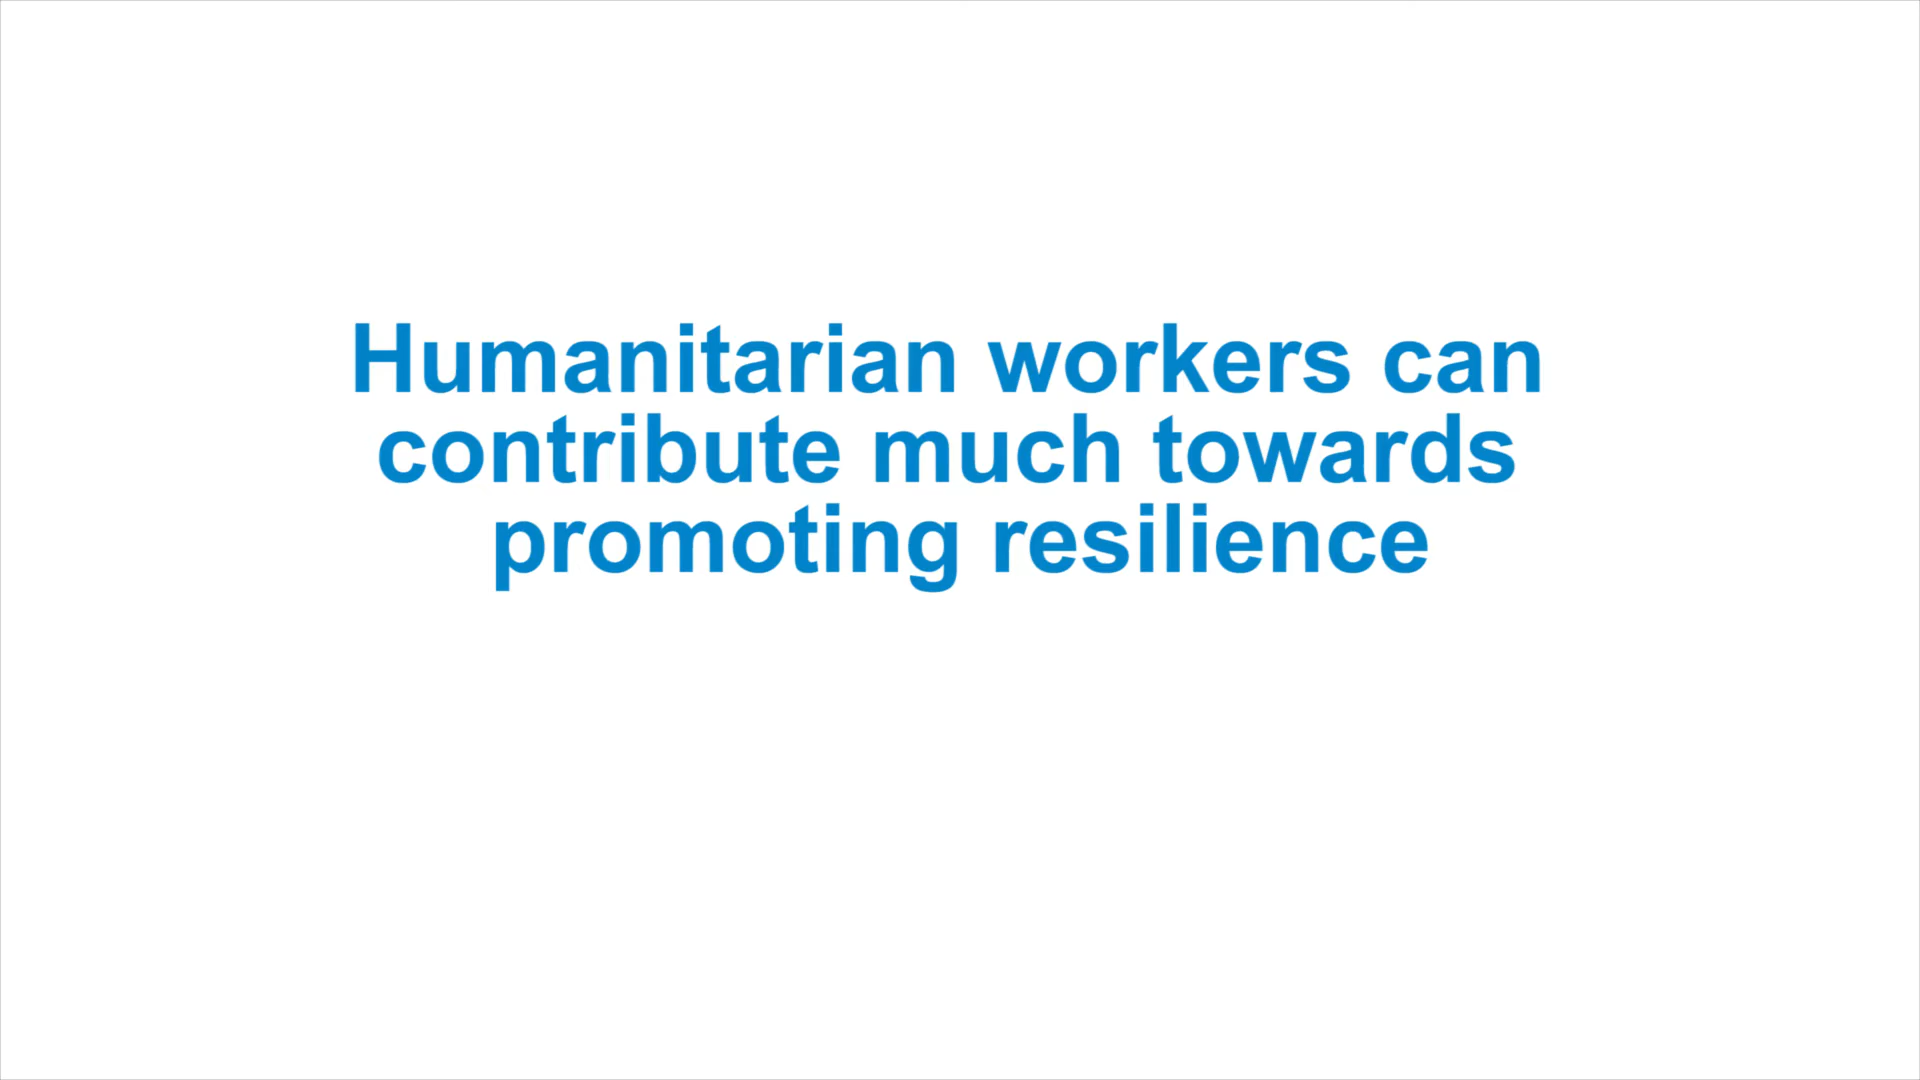 Humanitarian workers can
contribute much towards
promoting resilience